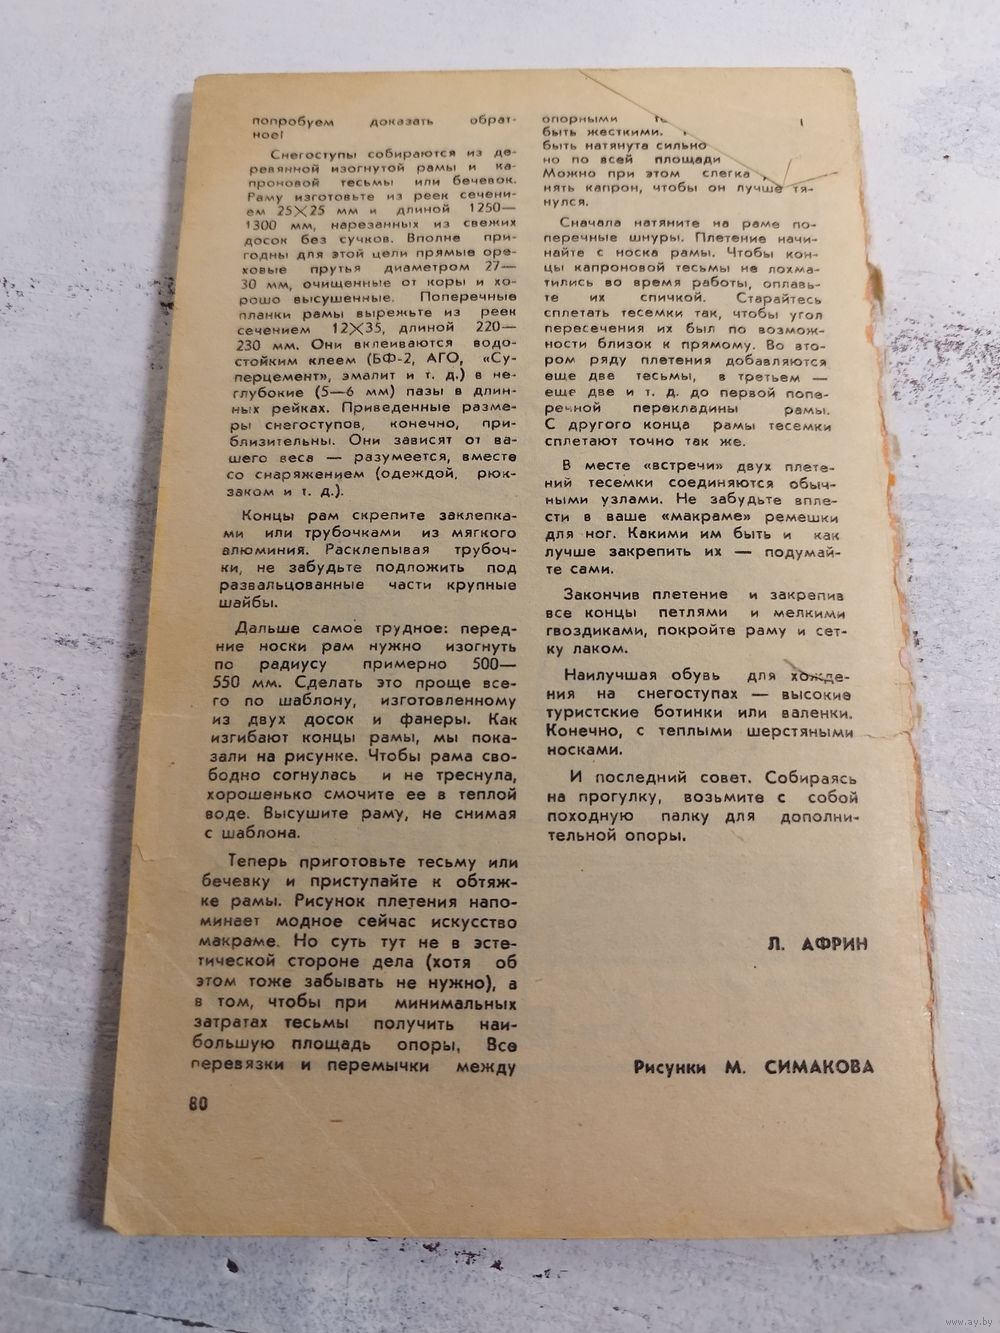 попробуем доказать обрат-
ное!
Снегоступы собираются из де-
ревянной изогнутой рамы и ка-
проновой тесьмы или бечевок.
Раму изготовьте из реек сечени-
ем 25×25 мм и длиной 1250—
1300 мм, нарезанных из свежих
досок без сучков. Вполне при-
годны для этой цели прямые оре-
ховые прутья диаметром 27—
30 мм, очищенные от коры и хо-
рошо высушенные. Поперечные
планки рамы вырежьте из реек
сечением 12×35, длиной 220—
230 мм. Они вклеиваются водо-
стойким клеем (БФ-2, АГО, «Су-
перцемент», эмалит и т. д.) в не-
глубокие (5—6 мм) пазы в длин-
ных рейках. Приведенные разме-
ры снегоступов, конечно, при-
близительны. Они зависят от ва-
шего веса — разумеется, вместе
со снаряжением (одеждой, рюк-
заком и т. д.).
Концы рам скрепите заклепка-
ми или трубочками из мягкого
алюминия. Расклепывая трубоч-
ки, не забудьте подложить под
развальцованные части крупные
шайбы.
Дальше самое трудное: перед-
ние носки рам нужно изогнуть
по радиусу примерно 500—
550 мм. Сделать это проще все-
го по шаблону, изготовленному
из двух досок и фанеры. Как
изгибают концы рамы, мы пока-
зали на рисунке. Чтобы рама сво-
бодно согнулась и не треснула,
хорошенько смочите ее в теплой
воде. Высушите раму, не снимая
с шаблона.
Теперь приготовьте тесьму или
бечевку и приступайте к обтяж-
ке рамы. Рисунок плетения напо-
минает модное сейчас искусство
макраме. Но суть тут не в эсте-
тической стороне дела (хотя об
этом тоже забывать не нужно), а
в том, чтобы при минимальных
затратах тесьмы получить наи-
большую площадь опоры. Все
перевязки и перемычки между
80
опорными
быть жесткими.
быть натянута сильно
но по всей площади
Можно при этом слегка
нять капрон, чтобы он лучше тя-
нулся.
Сначала натяните на раме по-
перечные шнуры. Плетение начи-
найте с носка рамы. Чтобы кон-
цы капроновой тесьмы не лохма-
тились во время работы, оплавь-
те их спичкой. Старайтесь
сплетать тесемки так, чтобы угол
пересечения их был по возмож-
ности близок к прямому. Во вто-
ром ряду плетения добавляются
еще две тесьмы, в третьем —
еще две и т. д. до первой попе-
речной перекладины рамы.
С другого конца рамы тесемки
сплетают точно так же.
В месте «встречи» двух плете-
ний тесемки соединяются обыч-
ными узлами. Не забудьте впле-
сти в ваше «макраме» ремешки
для ног. Какими им быть и как
лучше закрепить их — подумай-
те сами.
Закончив плетение и закрепив
все концы петлями и мелкими
гвоздиками, покройте раму и сет-
ку лаком.
Наилучшая обувь для хожде-
ния на снегоступах — высокие
туристские ботинки или валенки.
Конечно, с теплыми шерстяными
носками.
И последний совет. Собираясь
на прогулку, возьмите с собой
походную палку для дополни-
тельной опоры.
Л. АФРИН
Рисунки М. СИМАКОВА
www.ay.by